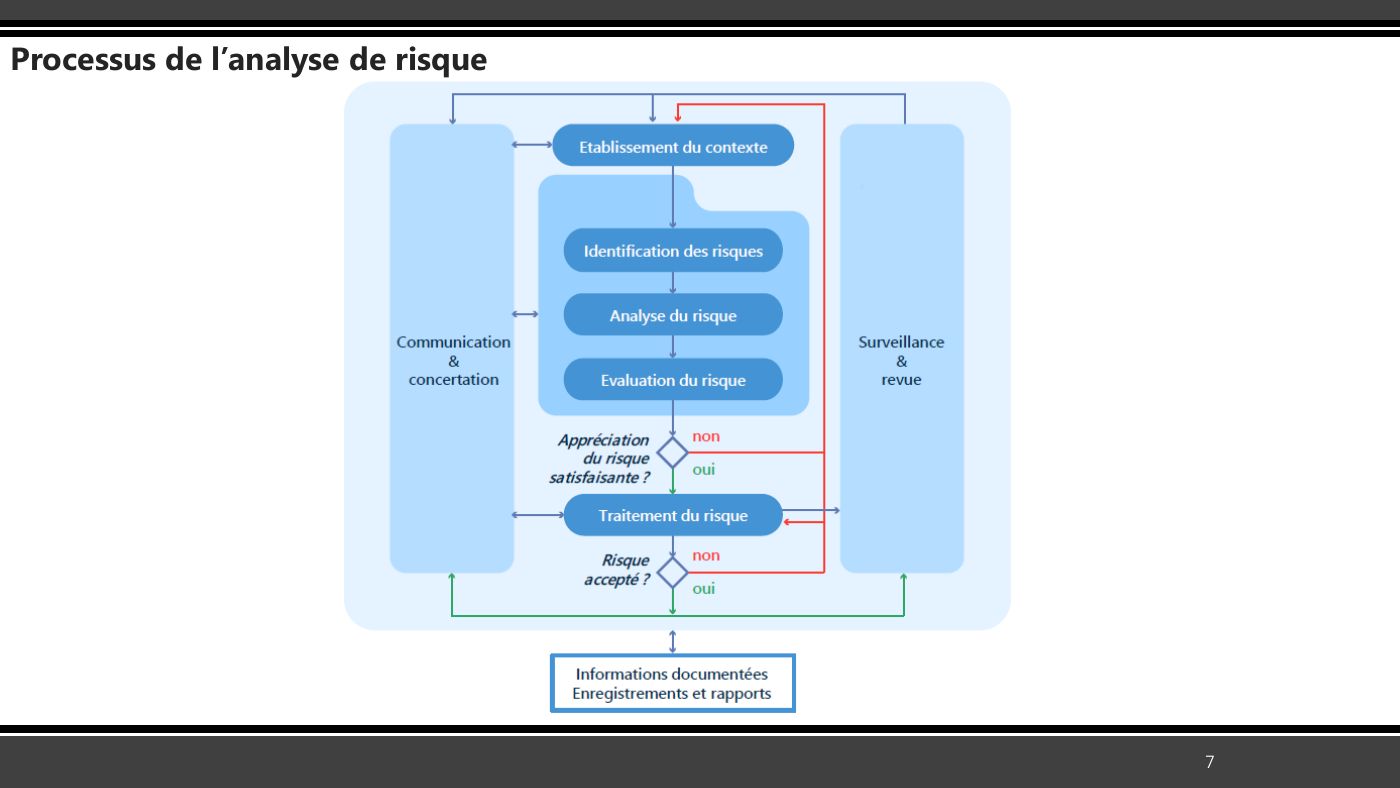 Processus de l’analyse de risque
Etablissement du contexte
Identification des risques
Analyse du risque
Evaluation du risque
Communication
&
concertation
Surveillance
&
revue
Appréciation
du risque
satisfaisante ?
non
oui
Traitement du risque
Risque
accepté ?
non
oui
Informations documentées
Enregistrements et rapports
7